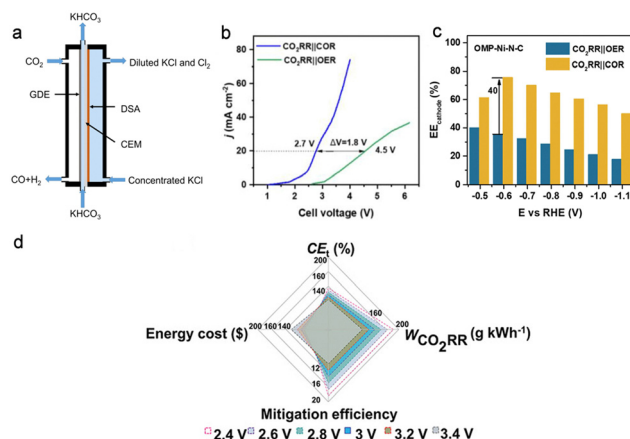 a
KHCO₃
CO₂
Diluted KCl and Cl₂
GDE
DSA
CEM
CO+H₂
Concentrated KCl
KHCO₃
b
80
60
40
20
0
j (mA cm⁻²)
CO₂RR||COR
CO₂RR||OER
2.7 V
ΔV=1.8 V
4.5 V
1 2 3 4 5 6
Cell voltage (V)
c
100
80
60
40
20
0
EEcathode (%)
OMP-Ni-N-C
CO₂RR||OER
CO₂RR||COR
40
-0.5 -0.6 -0.7 -0.8 -0.9 -1.0 -1.1
E vs RHE (V)
d
CEt (%)
200
160
140
Energy cost ($)
200 160 140
160
200
WCO₂RR (g kWh⁻¹)
12
16
20
Mitigation efficiency
2.4 V 2.6 V 2.8 V 3 V 3.2 V 3.4 V